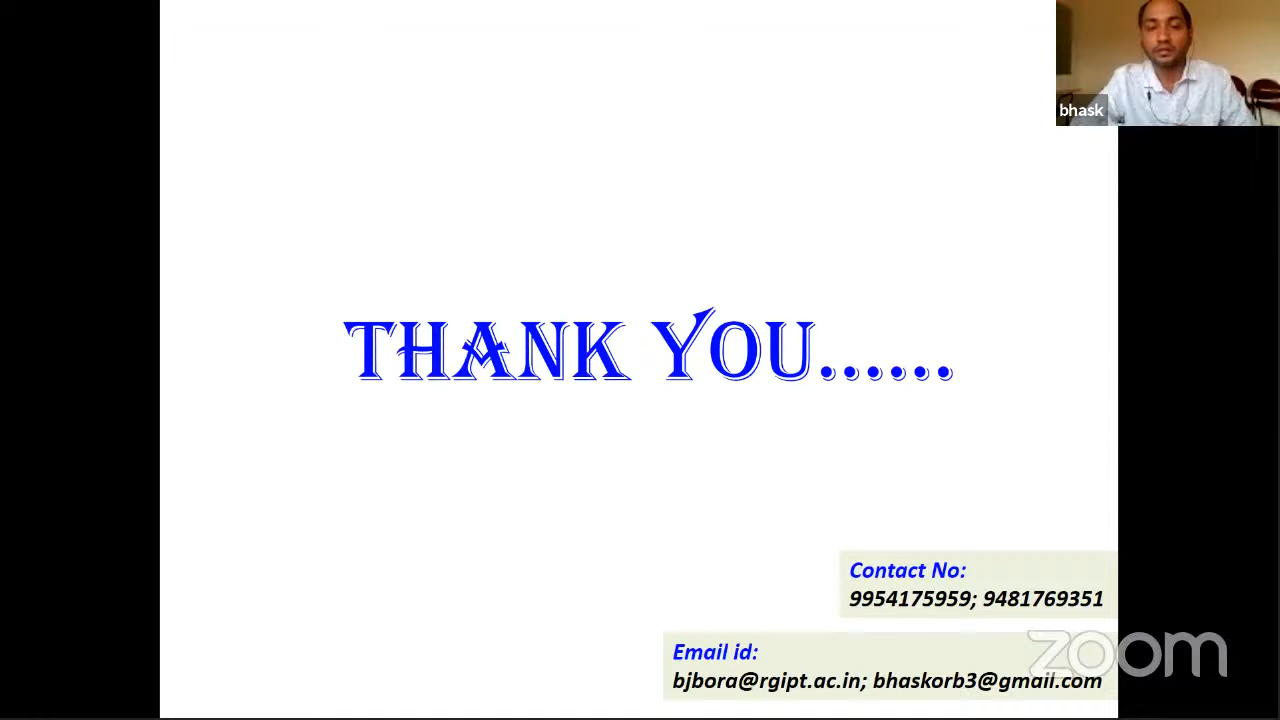 bhask
THANK YOU......
Contact No:
9954175959; 9481769351
Email id:
bjbora@rgipt.ac.in; bhaskorb3@gmail.com
zoom